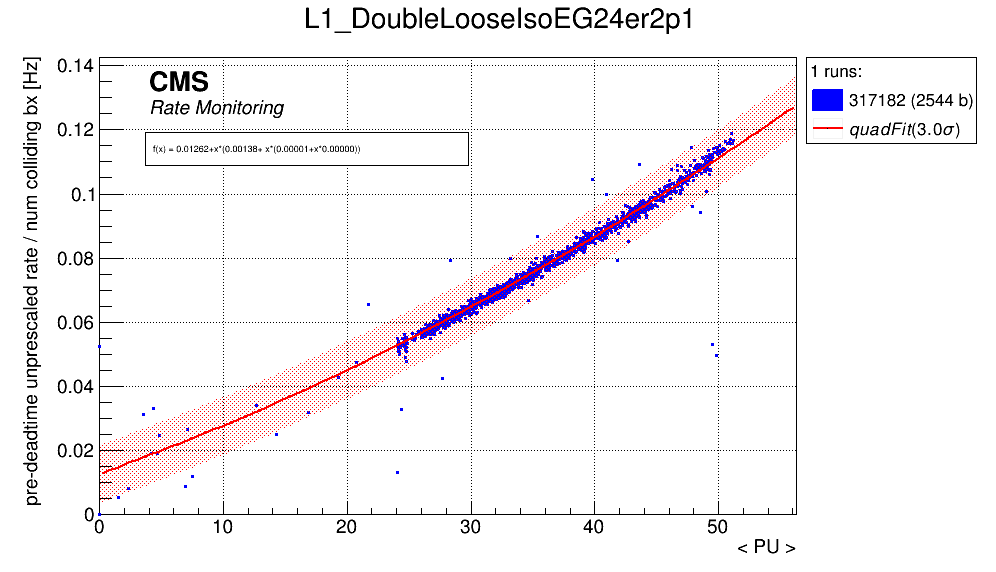 L1_DoubleLooseIsoEG24er2p1
pre-deadtime unprescaled rate / num colliding bx [Hz]
0.14
0.12
0.1
0.08
0.06
0.04
0.02
0
CMS
Rate Monitoring
f(x) = 0.01262+x*(0.00138+ x*(0.00001+x*0.00000))
0 10 20 30 40 50
< PU >
1 runs:
317182 (2544 b)
quadFit(3.0σ)